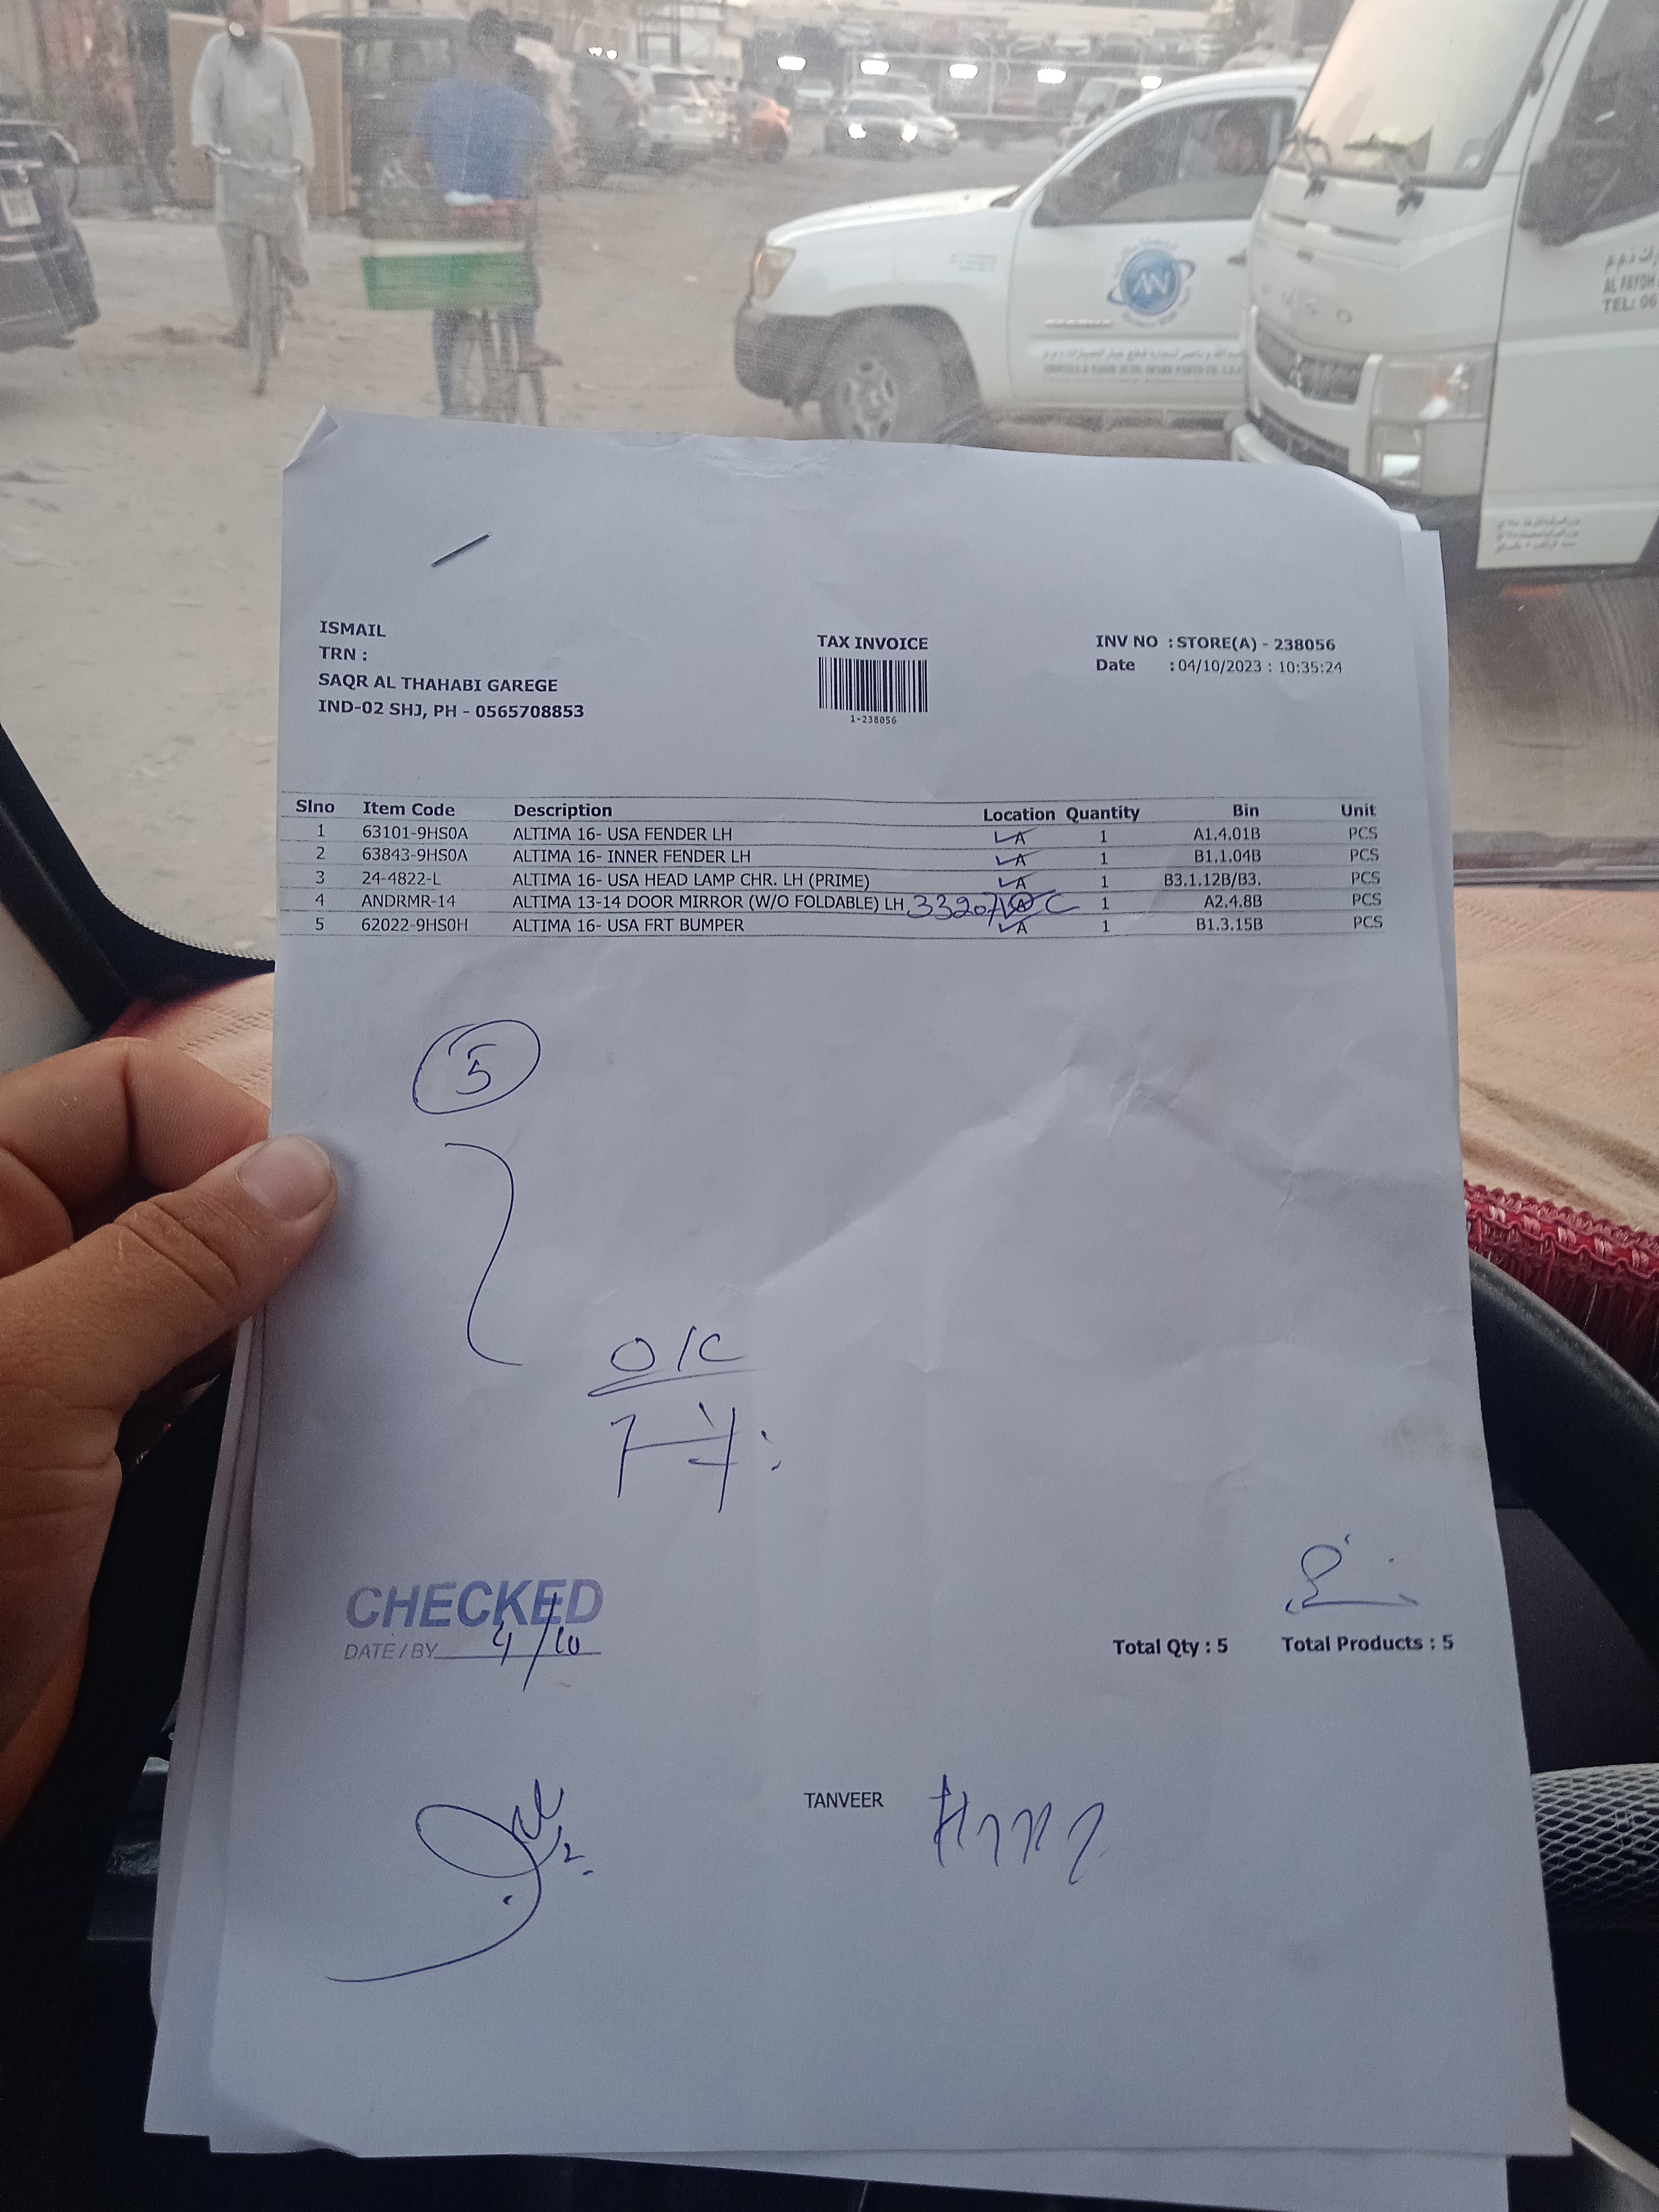 AL FAYDH
TEL: 06
ISMAIL
TRN :
SAQR AL THAHABI GAREGE
IND-02 SHJ, PH - 0565708853
TAX INVOICE
1-238056
INV NO : STORE(A) - 238056
Date : 04/10/2023 : 10:35:24
Slno Item Code Description Location Quantity Bin Unit
1 63101-9HS0A ALTIMA 16- USA FENDER LH A 1 A1.4.01B PCS
2 63843-9HS0A ALTIMA 16- INNER FENDER LH A 1 B1.1.04B PCS
3 24-4822-L ALTIMA 16- USA HEAD LAMP CHR. LH (PRIME) A 1 B3.1.12B/B3. PCS
4 ANDRMR-14 ALTIMA 13-14 DOOR MIRROR (W/O FOLDABLE) LH A 1 A2.4.8B PCS
5 62022-9HS0H ALTIMA 16- USA FRT BUMPER A 1 B1.3.15B PCS
5
OK
CHECKED
DATE/BY 4/10
Total Qty : 5 Total Products : 5
TANVEER